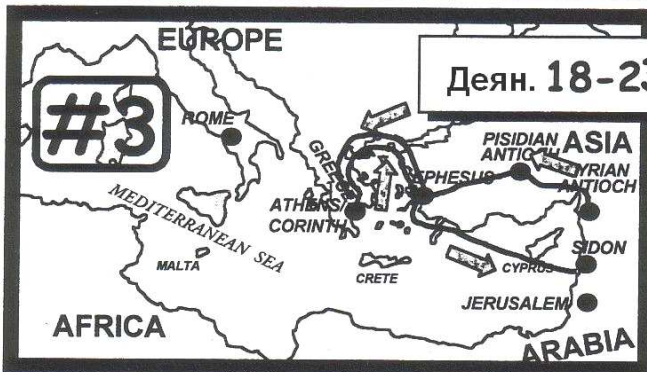 EUROPE
Деян. 18-23
#3
ROME
GREECE
PISIDIAN
ANTIOCH
ASIA
SYRIAN
ANTIOCH
EPHESUS
ATHENS/
CORINTH
MEDITERRANEAN SEA
MALTA
CRETE
CYPRUS
SIDON
JERUSALEM
AFRICA
ARABIA